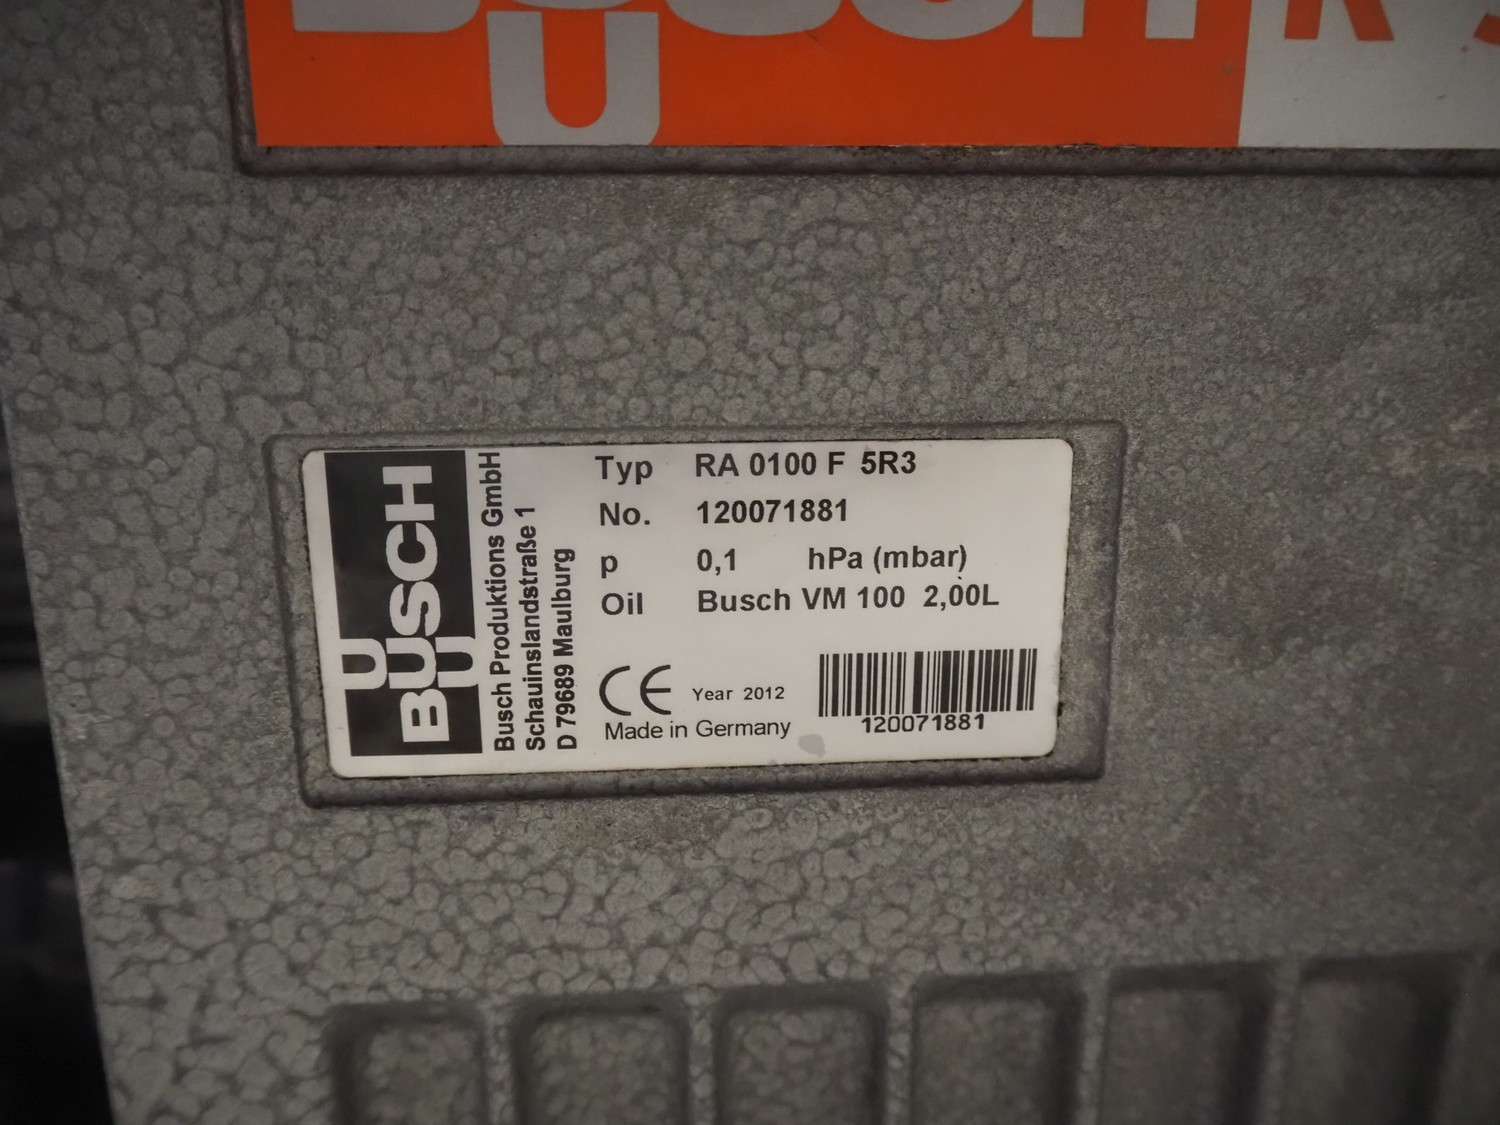 BUSCH
Typ RA 0100 F 5R3
No. 120071881
p 0,1 hPa (mbar)
Oil Busch VM 100 2,00L
CE Year 2012
Made in Germany
120071881
BUSCH
Busch Produktions GmbH
Schauinslandstraße 1
D 79689 Maulburg